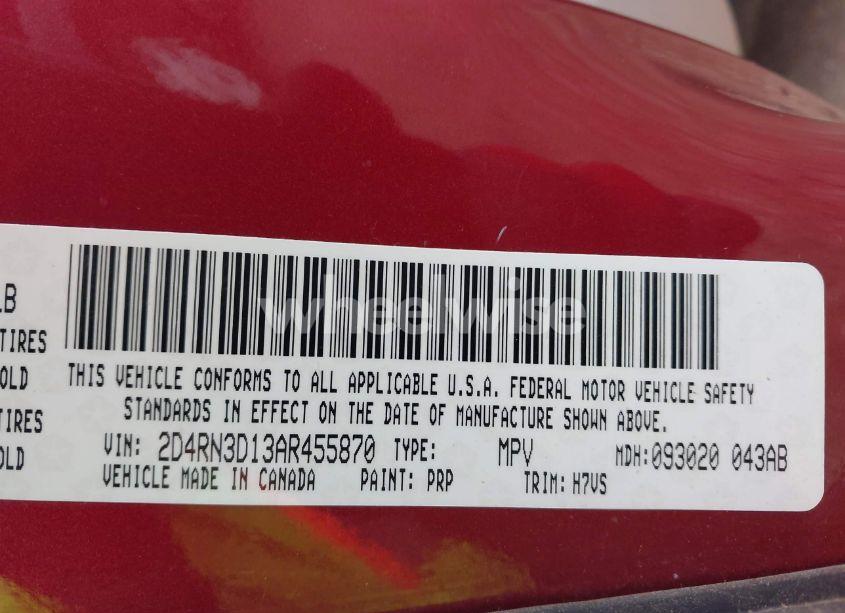 LB
TIRES
OLD
TIRES
OLD
wheelwise
THIS VEHICLE CONFORMS TO ALL APPLICABLE U.S.A. FEDERAL MOTOR VEHICLE SAFETY
STANDARDS IN EFFECT ON THE DATE OF MANUFACTURE SHOWN ABOVE.
VIN: 2D4RN3D13AR455870 TYPE: MPV MDH:093020 043AB
VEHICLE MADE IN CANADA PAINT: PRP TRIM: H7VS